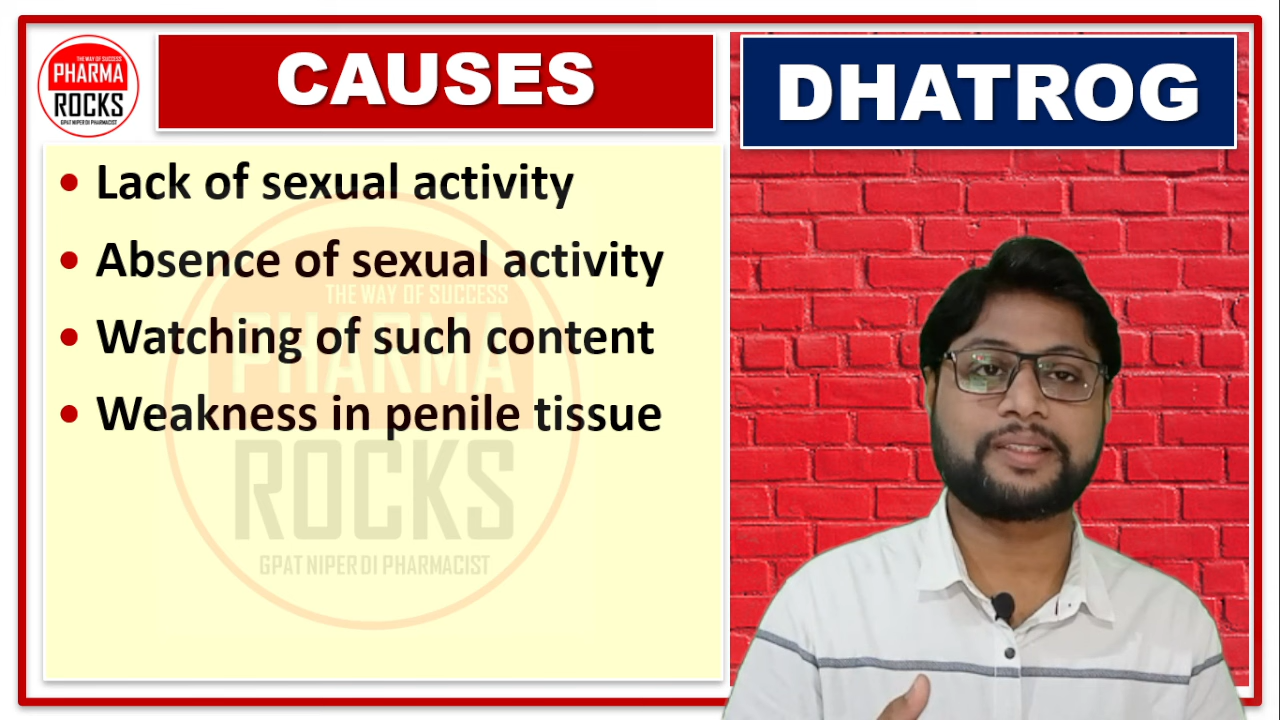 THE WAY OF SUCCESS
PHARMA
ROCKS
GPAT NIPER DI PHARMACIST
CAUSES
DHATROG
• Lack of sexual activity
• Absence of sexual activity
• Watching of such content
• Weakness in penile tissue
THE WAY OF SUCCESS
PHARMA
ROCKS
GPAT NIPER DI PHARMACIST